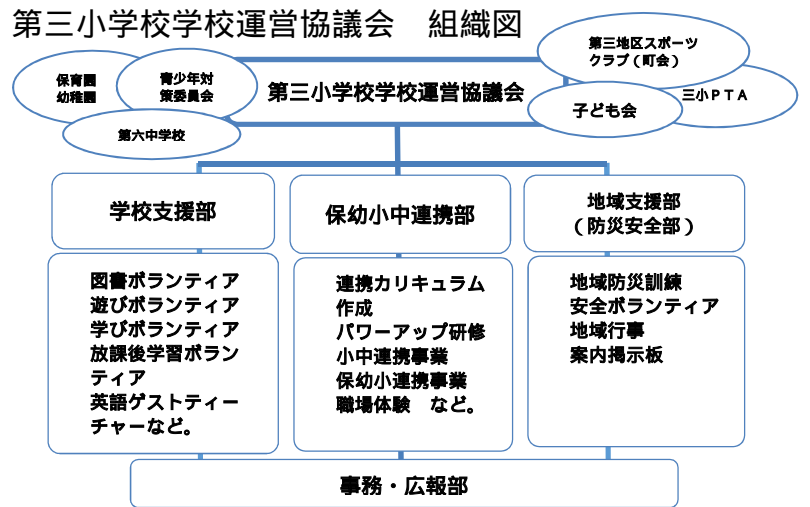 第三小学校学校運営協議会　組織図
保育園
幼稚園
青少年対
策委員会
第六中学校
第三小学校学校運営協議会
第三地区スポーツ
クラブ（町会）
三小ＰＴＡ
子ども会
学校支援部
保幼小中連携部
地域支援部
（防災安全部）
図書ボランティア
遊びボランティア
学びボランティア
放課後学習ボラン
ティア
英語ゲストティー
チャーなど。
連携カリキュラム
作成
パワーアップ研修
小中連携事業
保幼小連携事業
職場体験　など。
地域防災訓練
安全ボランティア
地域行事
案内掲示板
事務・広報部